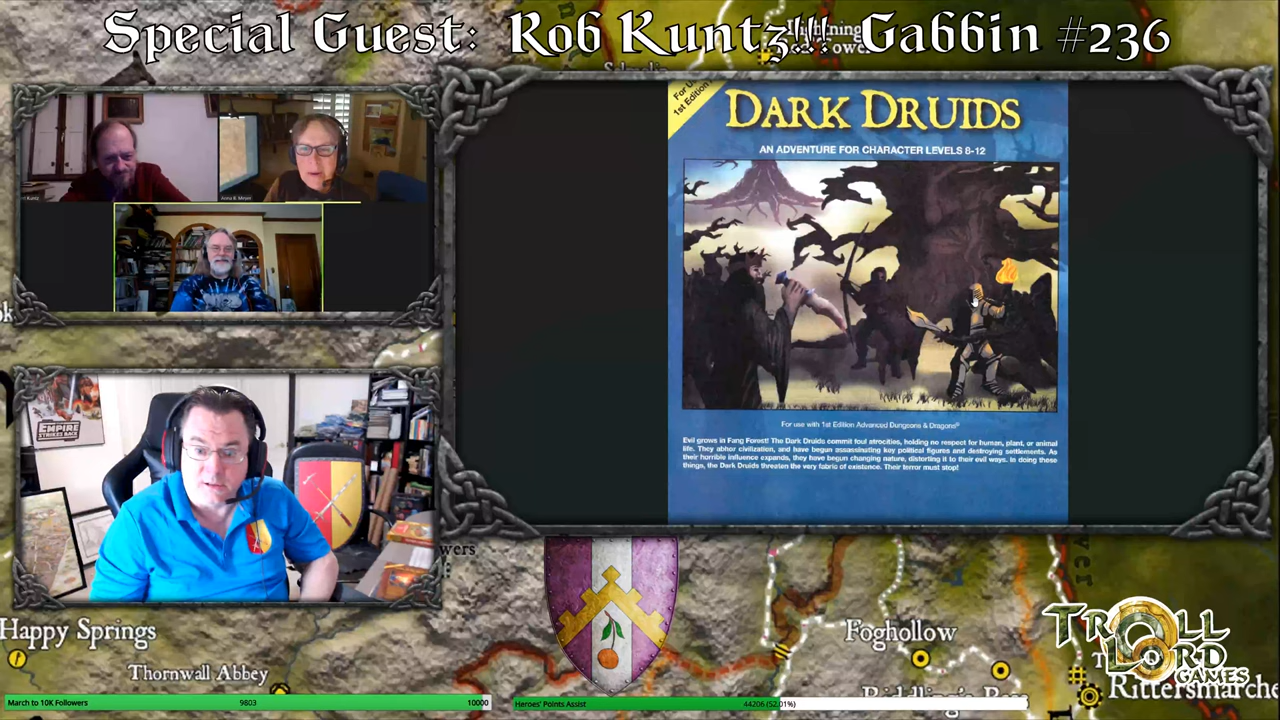 Special Guest: Rob Kuntz!!! Gabbin #236
Kuntz
EMPIRE
STRIKES BACK
For U
1st Edition
DARK DRUIDS
AN ADVENTURE FOR CHARACTER LEVELS 8-12
For use with 1st Edition Advanced Dungeons & Dragons®
Evil grows in Fang Forest! The Dark Druids commit foul atrocities, holding no respect for human, plant, or animal
life. They abhor civilization, and have begun assassinating key political figures and destroying settlements. As
their horrible influence expands, they have begun changing nature, distorting it to their evil ways. In doing these
things, the Dark Druids threaten the very fabric of existence. Their terror must stop!
Happy Springs
Thornwall Abbey
Foghollow
TROLL
LORD
GAMES
Rittersmarche
March to 10K Followers 9803 10000
Heroes' Points Assist 44206 (52.01%)